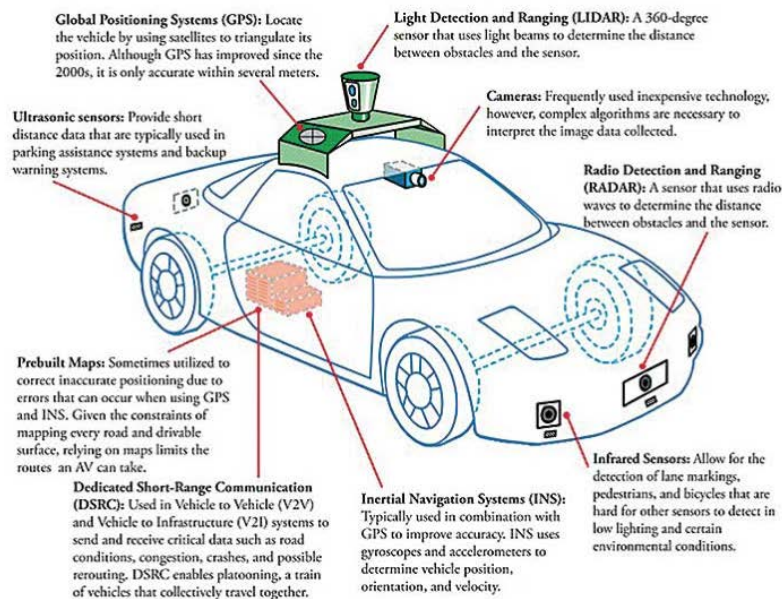 Global Positioning Systems (GPS): Locate
the vehicle by using satellites to triangulate its
position. Although GPS has improved since the
2000s, it is only accurate within several meters.
Light Detection and Ranging (LIDAR): A 360-degree
sensor that uses light beams to determine the distance
between obstacles and the sensor.
Cameras: Frequently used inexpensive technology,
however, complex algorithms are necessary to
interpret the image data collected.
Ultrasonic sensors: Provide short
distance data that are typically used in
parking assistance systems and backup
warning systems.
Radio Detection and Ranging
(RADAR): A sensor that uses radio
waves to determine the distance
between obstacles and the sensor.
Prebuilt Maps: Sometimes utilized to
correct inaccurate positioning due to
errors that can occur when using GPS
and INS. Given the constraints of
mapping every road and drivable
surface, relying on maps limits the
routes an AV can take.
Dedicated Short-Range Communication
(DSRC): Used in Vehicle to Vehicle (V2V)
and Vehicle to Infrastructure (V2I) systems to
send and receive critical data such as road
conditions, congestion, crashes, and possible
rerouting. DSRC enables platooning, a train
of vehicles that collectively travel together.
Inertial Navigation Systems (INS):
Typically used in combination with
GPS to improve accuracy. INS uses
gyroscopes and accelerometers to
determine vehicle position,
orientation, and velocity.
Infrared Sensors: Allow for the
detection of lane markings,
pedestrians, and bicycles that are
hard for other sensors to detect in
low lighting and certain
environmental conditions.